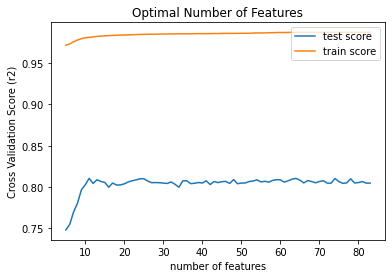 Optimal Number of Features
test score
train score
Cross Validation Score (r2)
0.95
0.90
0.85
0.80
0.75
10 20 30 40 50 60 70 80
number of features